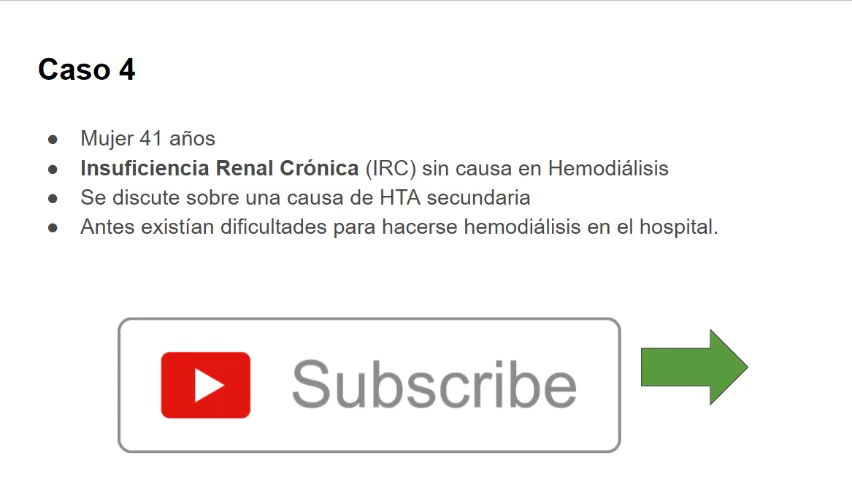 Caso 4
● Mujer 41 años
● Insuficiencia Renal Crónica (IRC) sin causa en Hemodiálisis
● Se discute sobre una causa de HTA secundaria
● Antes existían dificultades para hacerse hemodiálisis en el hospital.
Subscribe